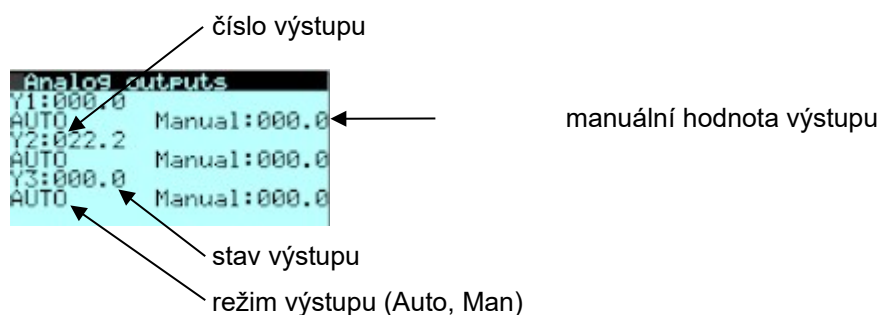 číslo výstupu
Analog outputs
Y1:000.0
AUTO Manual:000.0
manuální hodnota výstupu
Y2:022.2
AUTO Manual:000.0
Y3:000.0
AUTO Manual:000.0
stav výstupu
režim výstupu (Auto, Man)